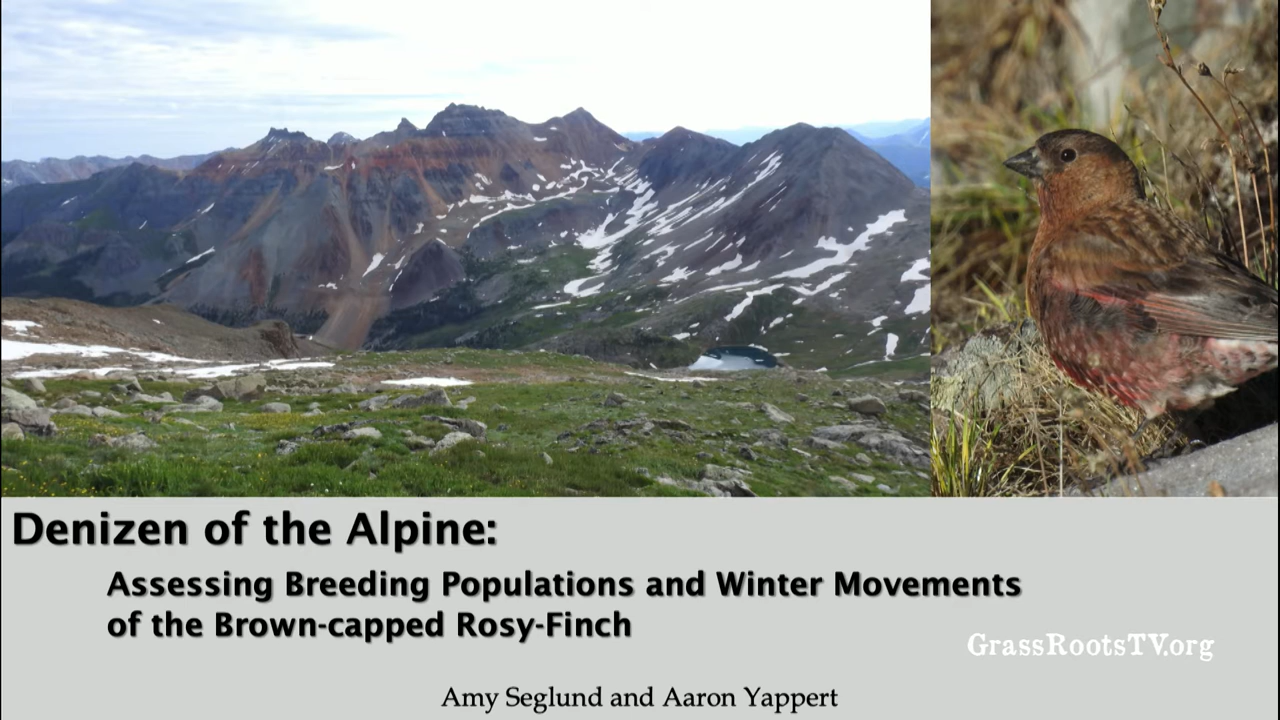 Denizen of the Alpine:
Assessing Breeding Populations and Winter Movements
of the Brown-capped Rosy-Finch
GrassRootsTV.org
Amy Seglund and Aaron Yappert